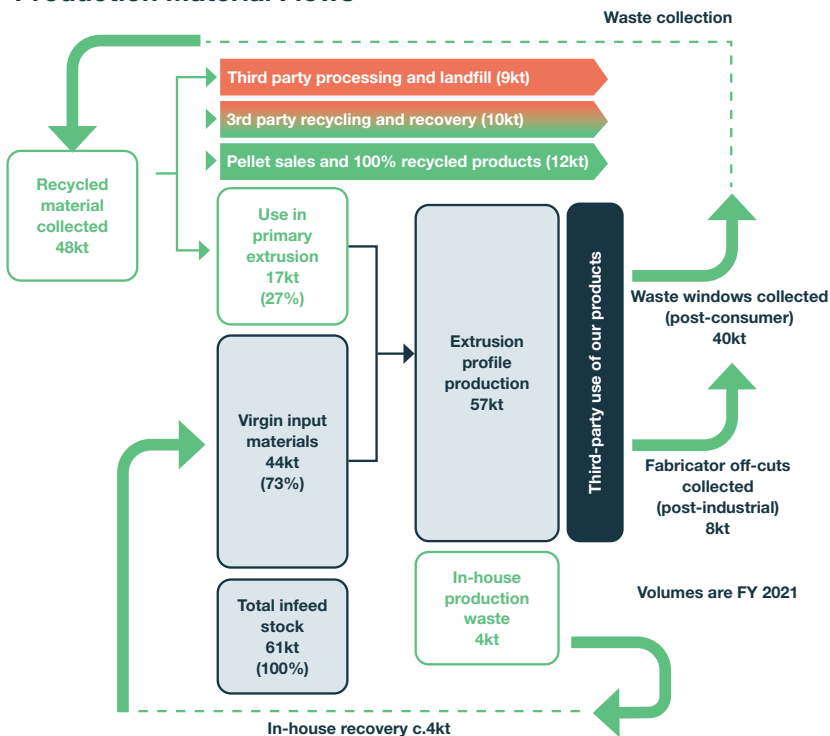 Production Material Flows
Waste collection
Third party processing and landfill (9kt)
3rd party recycling and recovery (10kt)
Pellet sales and 100% recycled products (12kt)
Recycled
material
collected
48kt
Use in
primary
extrusion
17kt
(27%)
Virgin input
materials
44kt
(73%)
Total infeed
stock
61kt
(100%)
Extrusion
profile
production
57kt
Third-party use of our products
In-house
production
waste
4kt
Waste windows collected
(post-consumer)
40kt
Fabricator off-cuts
collected
(post-industrial)
8kt
Volumes are FY 2021
In-house recovery c.4kt